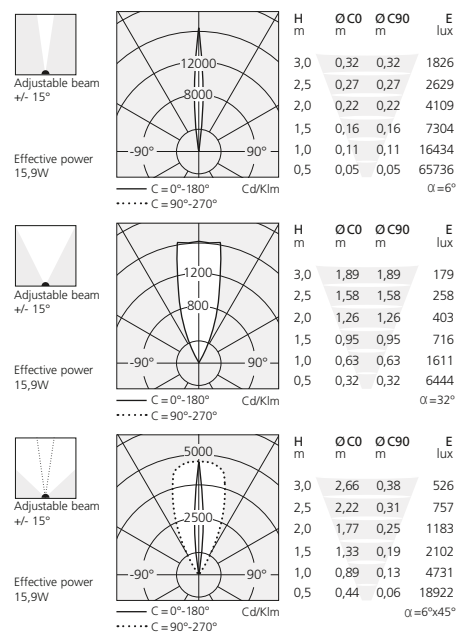 H ØC0 ØC90 E
m m m lux
12000
8000
-90° 90°
Adjustable beam
+/- 15°
Effective power
15,9W
C = 0°-180° Cd/Klm
C = 90°-270°
3,0 0,32 0,32 1826
2,5 0,27 0,27 2629
2,0 0,22 0,22 4109
1,5 0,16 0,16 7304
1,0 0,11 0,11 16434
0,5 0,05 0,05 65736
α=6°
H ØC0 ØC90 E
m m m lux
1200
800
-90° 90°
Adjustable beam
+/- 15°
Effective power
15,9W
C = 0°-180° Cd/Klm
C = 90°-270°
3,0 1,89 1,89 179
2,5 1,58 1,58 258
2,0 1,26 1,26 403
1,5 0,95 0,95 716
1,0 0,63 0,63 1611
0,5 0,32 0,32 6444
α=32°
H ØC0 ØC90 E
m m m lux
5000
2500
-90° 90°
Adjustable beam
+/- 15°
Effective power
15,9W
C = 0°-180° Cd/Klm
C = 90°-270°
3,0 2,66 0,38 526
2,5 2,22 0,31 757
2,0 1,77 0,25 1183
1,5 1,33 0,19 2102
1,0 0,89 0,13 4731
0,5 0,44 0,06 18922
α=6°x45°